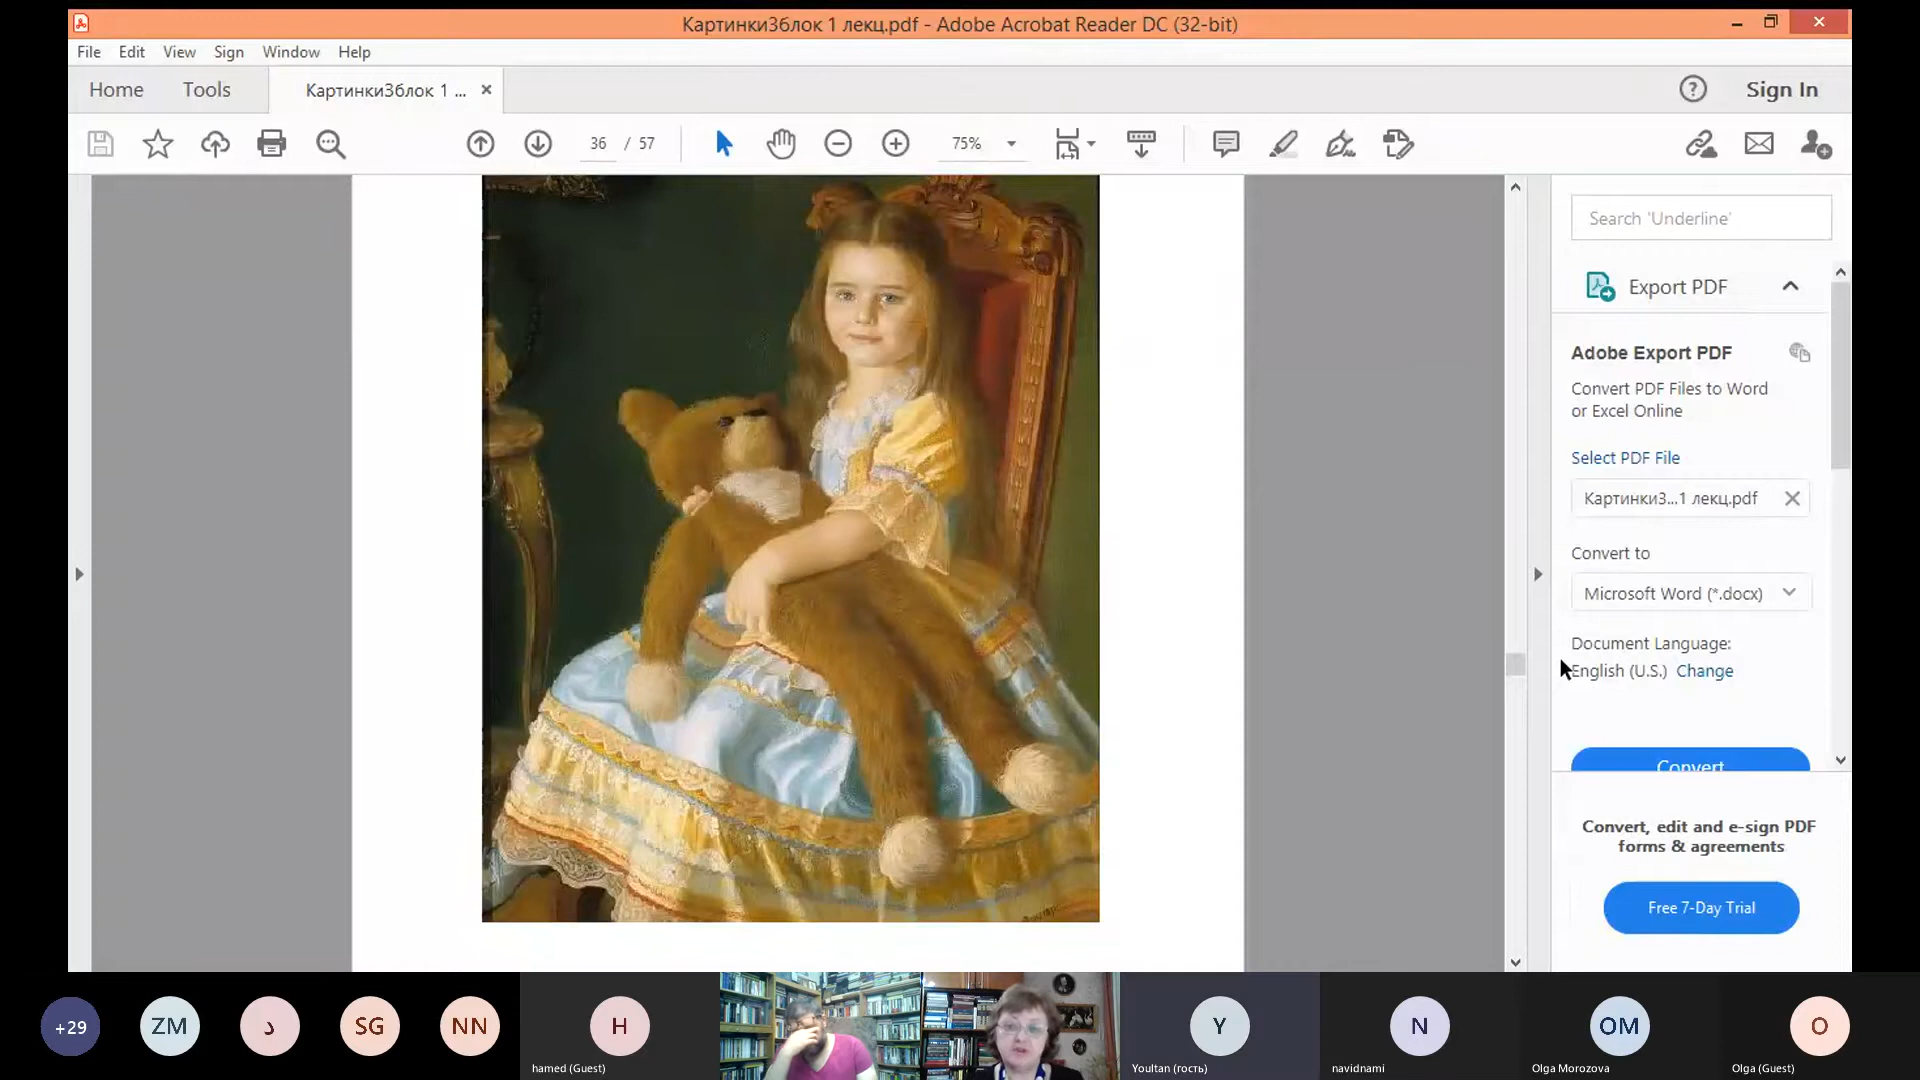 Картинки3блок 1 лекц.pdf - Adobe Acrobat Reader DC (32-bit)
File Edit View Sign Window Help
Home Tools Картинки3блок 1 ... Sign In
36 / 57 75%
Search 'Underline'
Export PDF
Adobe Export PDF
Convert PDF Files to Word
or Excel Online
Select PDF File
Картинки3...1 лекц.pdf
Convert to
Microsoft Word (*.docx)
Document Language:
English (U.S.) Change
Convert
Convert, edit and e-sign PDF
forms & agreements
Free 7-Day Trial
+29 ZM د SG NN H Y N OM O
hamed (Guest) Youltan (гость) navidnami Olga Morozova Olga (Guest)